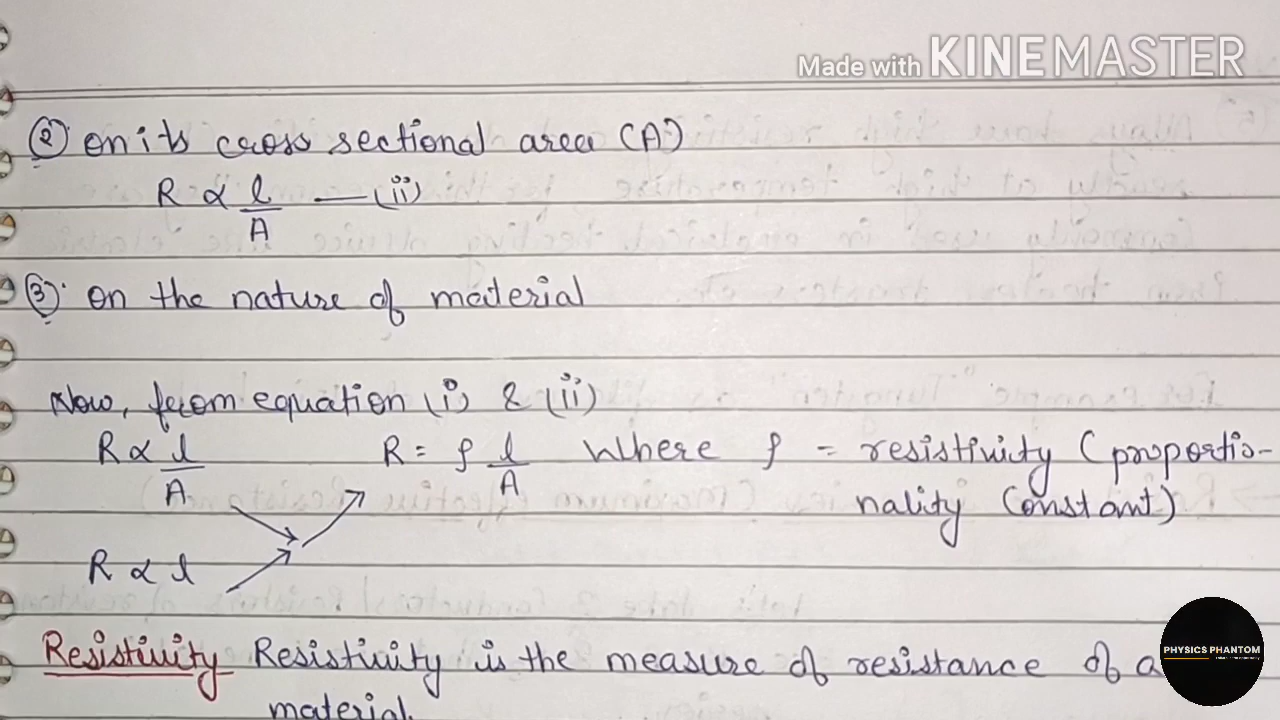 Made with KINEMASTER
② on its cross sectional area (A)
R ∝ l/A —(ii)
③ on the nature of material
Now, from equation (i) & (ii)
R ∝ l/A R = ρ l/A Where ρ = resistivity (proportio-
nality constant)
R ∝ l
Resistivity Resistivity is the measure of resistance of a
material.
PHYSICS PHANTOM